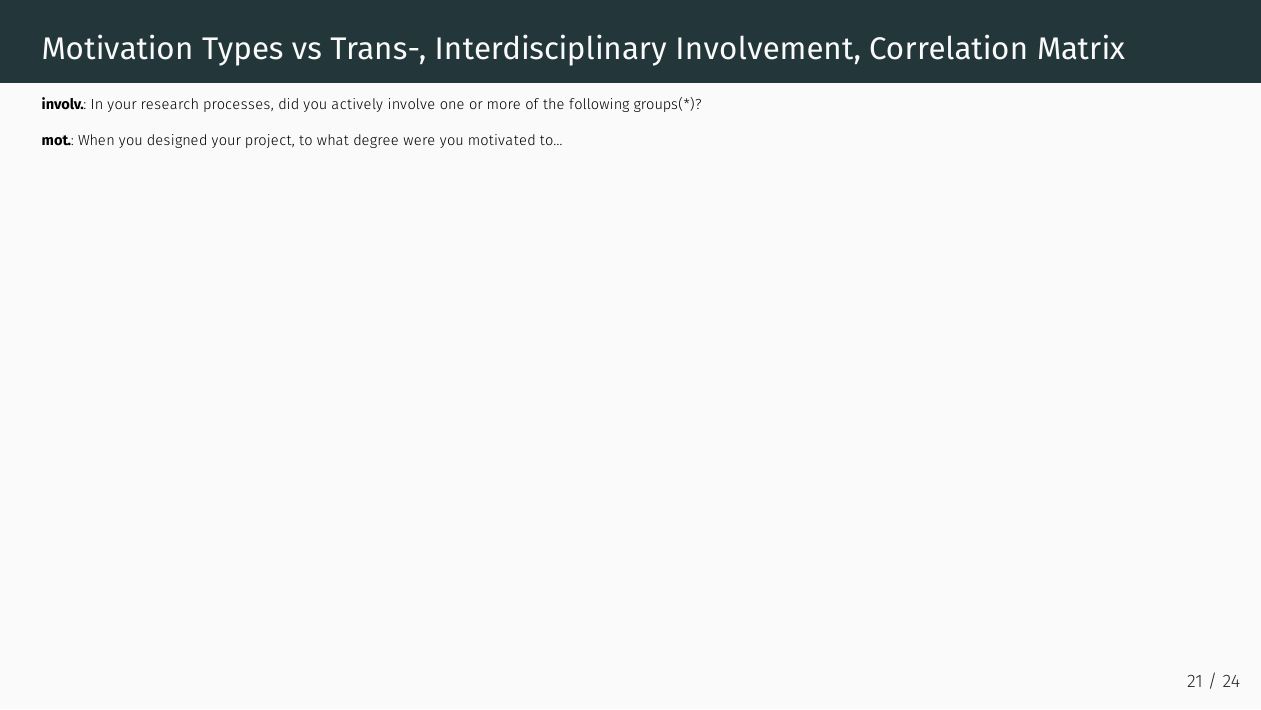 Motivation Types vs Trans-, Interdisciplinary Involvement, Correlation Matrix
involv.: In your research processes, did you actively involve one or more of the following groups(*)?
mot.: When you designed your project, to what degree were you motivated to...
21 / 24